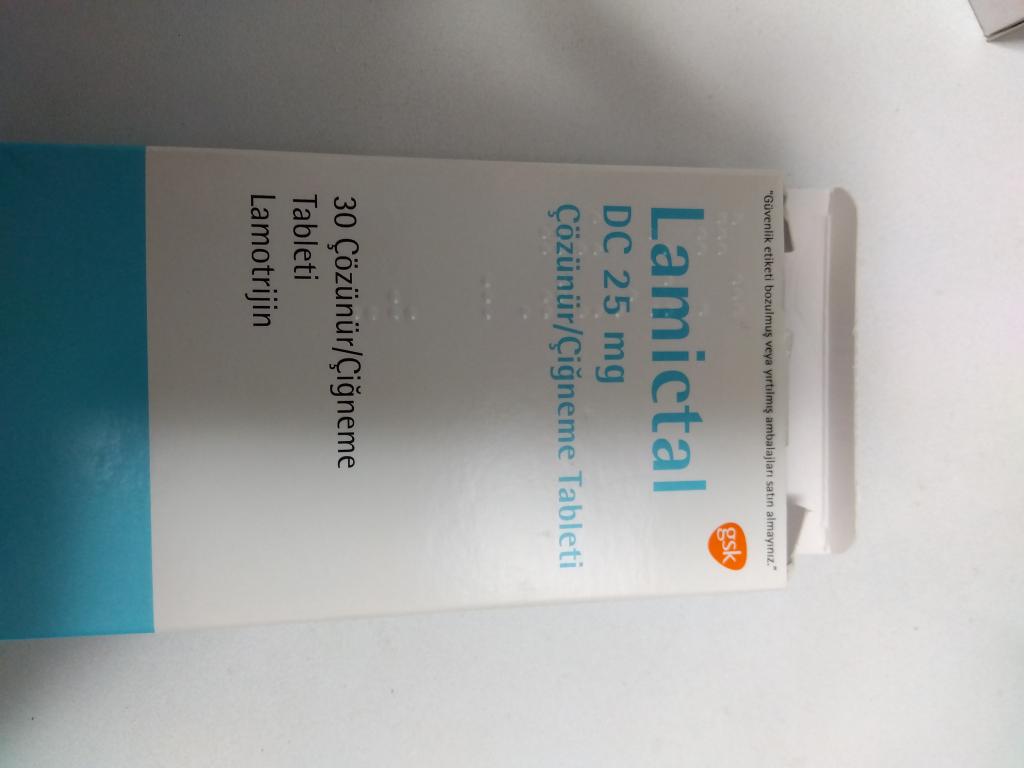 "Güvenlik etiketi bozulmuş veya yırtılmış ambalajları satın almayınız."
gsk
Lamictal
DC 25 mg
Çözünür/Çiğneme Tableti
30 Çözünür/Çiğneme
Tableti
Lamotrijin